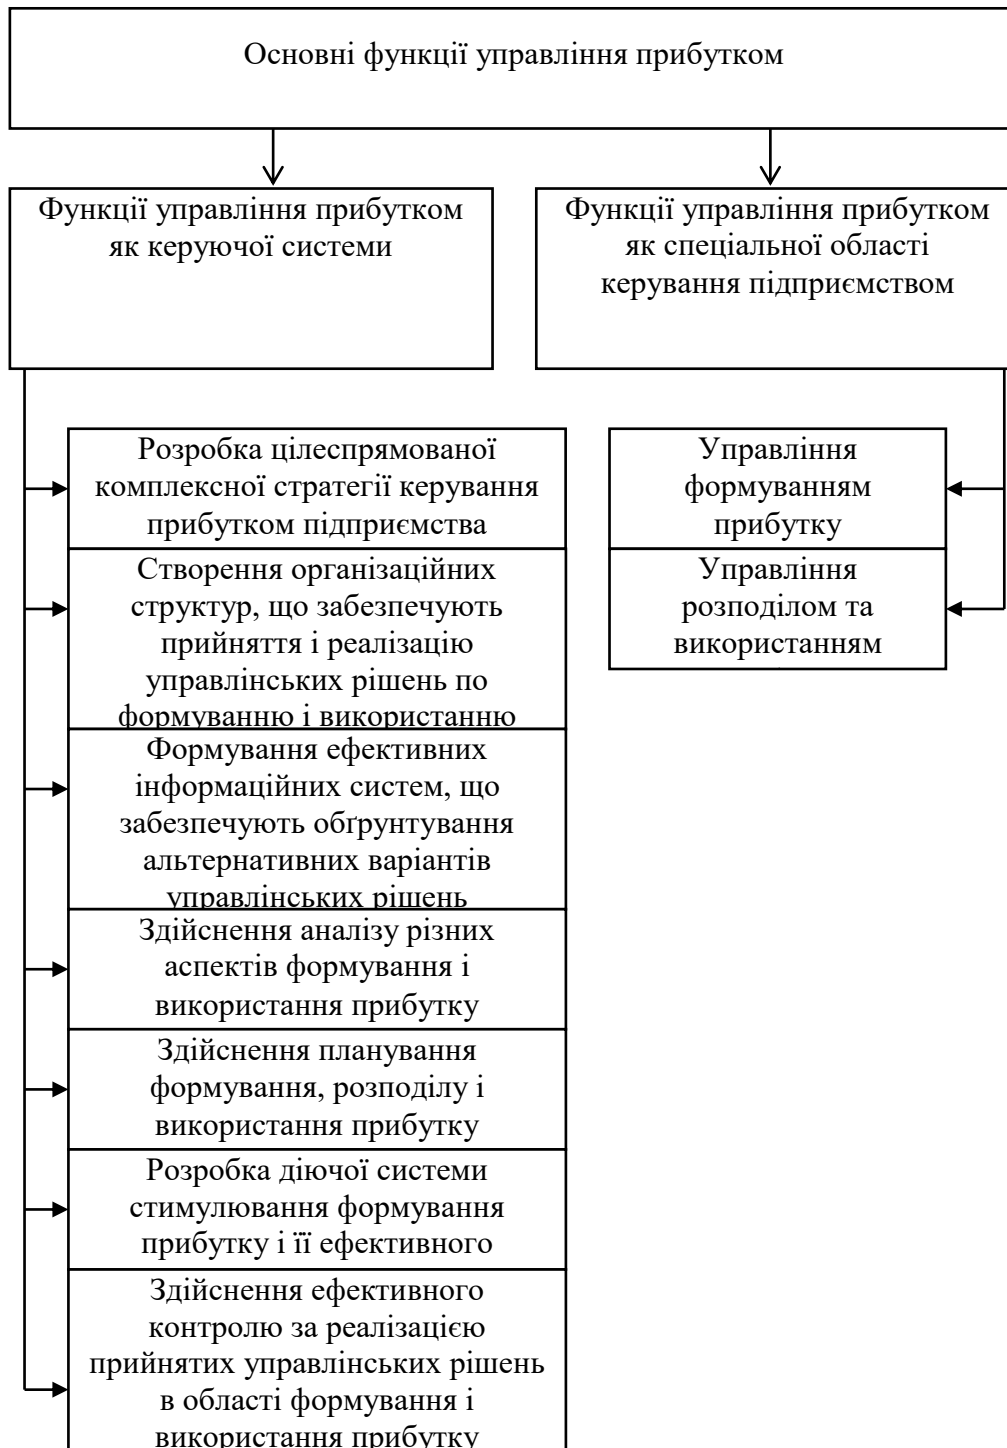 Основні функції управління прибутком
Функції управління прибутком
як керуючої системи
Функції управління прибутком
як спеціальної області
керування підприємством
Розробка цілеспрямованої
комплексної стратегії керування
прибутком підприємства
Створення організаційних
структур, що забезпечують
прийняття і реалізацію
управлінських рішень по
формуванню і використанню
Формування ефективних
інформаційних систем, що
забезпечують обґрунтування
альтернативних варіантів
управлінських рішень
Здійснення аналізу різних
аспектів формування і
використання прибутку
Здійснення планування
формування, розподілу і
використання прибутку
Розробка діючої системи
стимулювання формування
прибутку і її ефективного
Здійснення ефективного
контролю за реалізацією
прийнятих управлінських рішень
в області формування і
використання прибутку
Управління
формуванням
прибутку
Управління
розподілом та
використанням